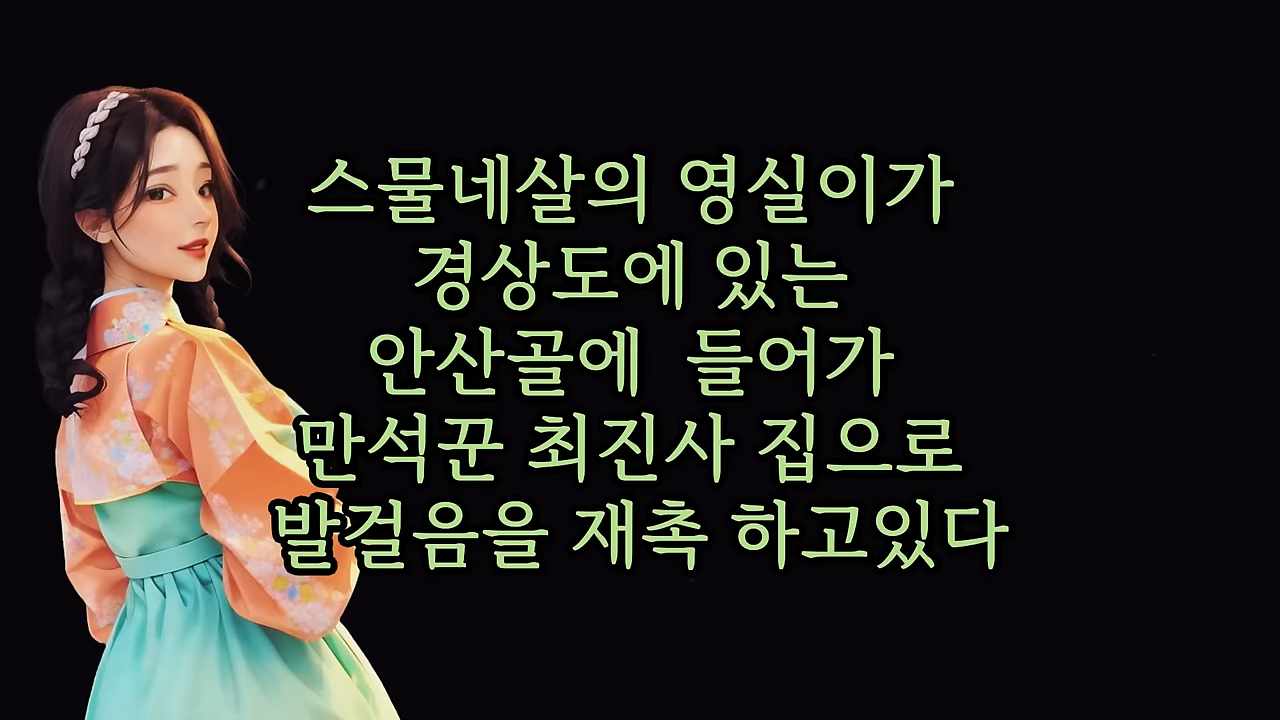 스물네살의 영실이가
경상도에 있는
안산골에  들어가
만석꾼 최진사 집으로
발걸음을 재촉 하고있다